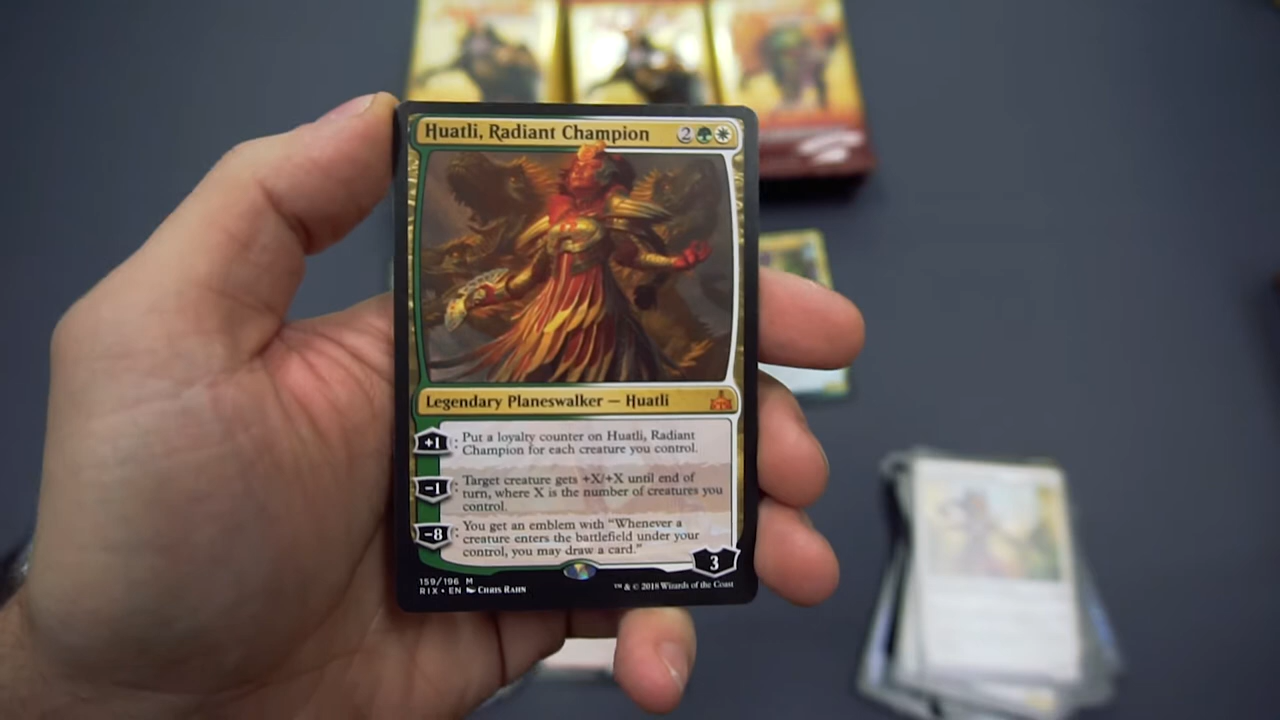 Huatli, Radiant Champion 2
Legendary Planeswalker — Huatli
+1 : Put a loyalty counter on Huatli, Radiant
Champion for each creature you control.
-1 : Target creature gets +X/+X until end of
turn, where X is the number of creatures you
control.
-8 : You get an emblem with “Whenever a
creature enters the battlefield under your
control, you may draw a card.”
3
159/196 M
RIX • EN Chris Rahn
™ & © 2018 Wizards of the Coast